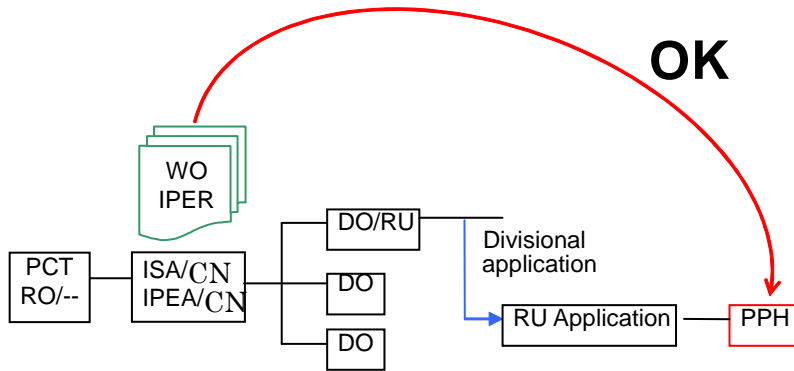 OK
WO
IPER
DO/RU
Divisional
application
PCT
RO/--
ISA/CN
IPEA/CN
DO
DO
RU Application
PPH